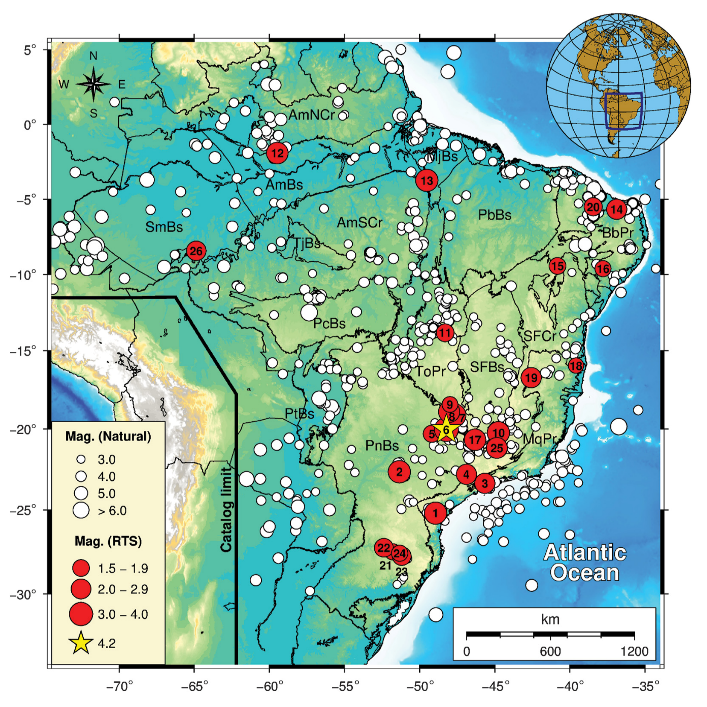 5°
0°
−5°
−10°
−15°
−20°
−25°
−30°
−70°
−65°
−60°
−55°
−50°
−45°
−40°
−35°
N
W E
S
AmNCr
12
MjBs
13
AmBs
20
14
PbBs
BbPr
AmSCr
SmBs
TjBs
26
15
16
PcBs
11
SFCr
ToPr
SFBs
18
19
PtBs
9
8
7
5
6
10
17
25
MqPr
PnBs
2
4
3
1
22
24
21
23
Catalog limit
Atlantic
Ocean
Mag. (Natural)
3.0
4.0
5.0
> 6.0
Mag. (RTS)
1.5 − 1.9
2.0 − 2.9
3.0 − 4.0
4.2
km
0 600 1200